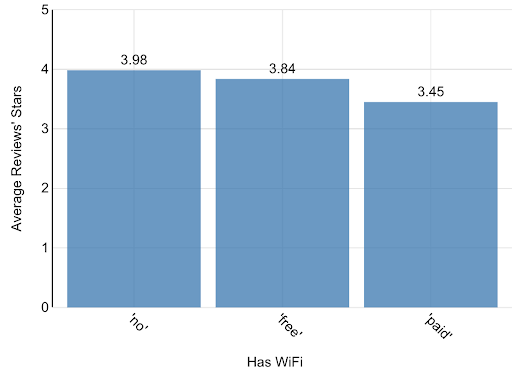 5
4
3
2
1
0
Average Reviews' Stars
3.98
3.84
3.45
'no'
'free'
'paid'
Has WiFi